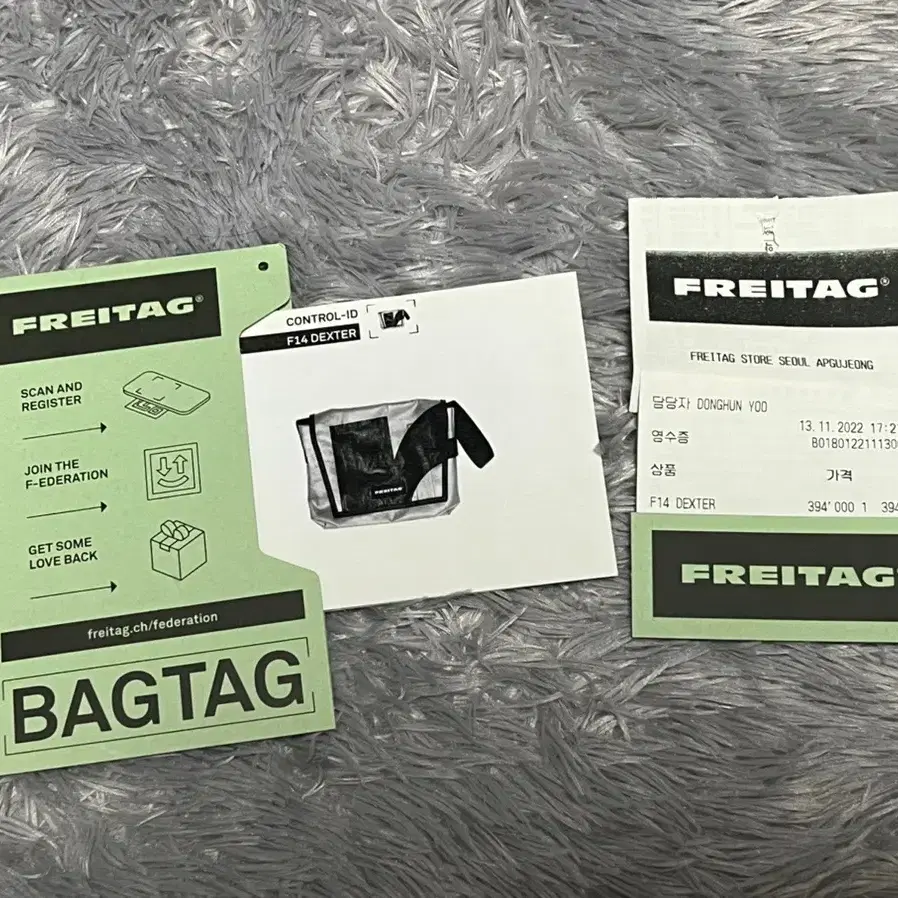 FREITAG®
SCAN AND
REGISTER
JOIN THE
F-EDERATION
GET SOME
LOVE BACK
freitag.ch/federation
BAGTAG
CONTROL-ID
F14 DEXTER
FREITAG
FREITAG®
FREITAG STORE SEOUL APGUJEONG
담당자 DONGHUN YOO
영수증 13.11.2022 17:2
B018012211130
상품 가격
F14 DEXTER 394'000 1 394
FREITAG